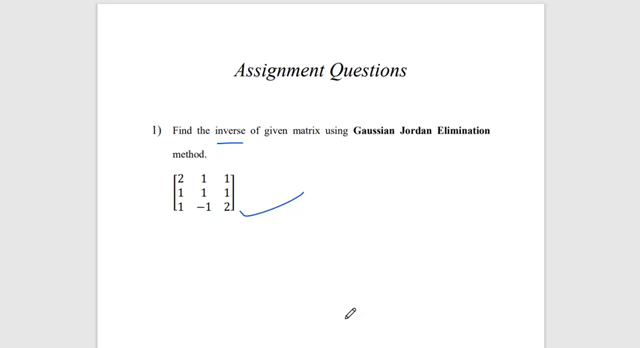 Assignment Questions
1) Find the inverse of given matrix using Gaussian Jordan Elimination
method.
[2 1 1]
[1 1 1]
[1 −1 2]